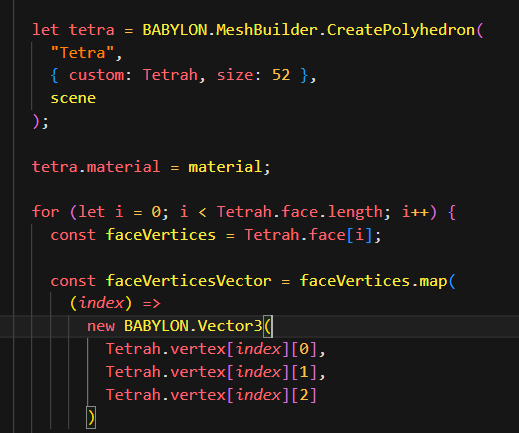 let tetra = BABYLON.MeshBuilder.CreatePolyhedron(
"Tetra",
{ custom: Tetrah, size: 52 },
scene
);
tetra.material = material;
for (let i = 0; i < Tetrah.face.length; i++) {
const faceVertices = Tetrah.face[i];
const faceVerticesVector = faceVertices.map(
(index) =>
new BABYLON.Vector3(
Tetrah.vertex[index][0],
Tetrah.vertex[index][1],
Tetrah.vertex[index][2]
)